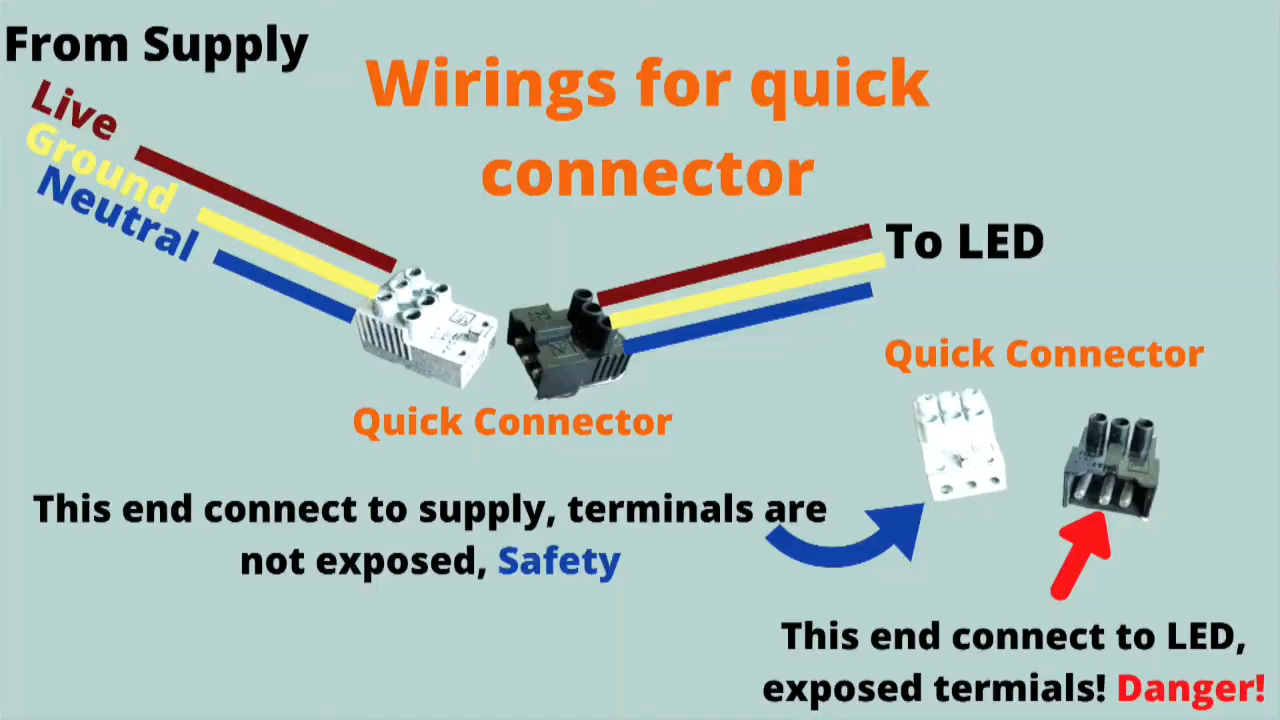 From Supply
Wirings for quick
connector
Live
Ground
Neutral
To LED
Quick Connector
Quick Connector
This end connect to supply, terminals are
not exposed, Safety
This end connect to LED,
exposed termials! Danger!